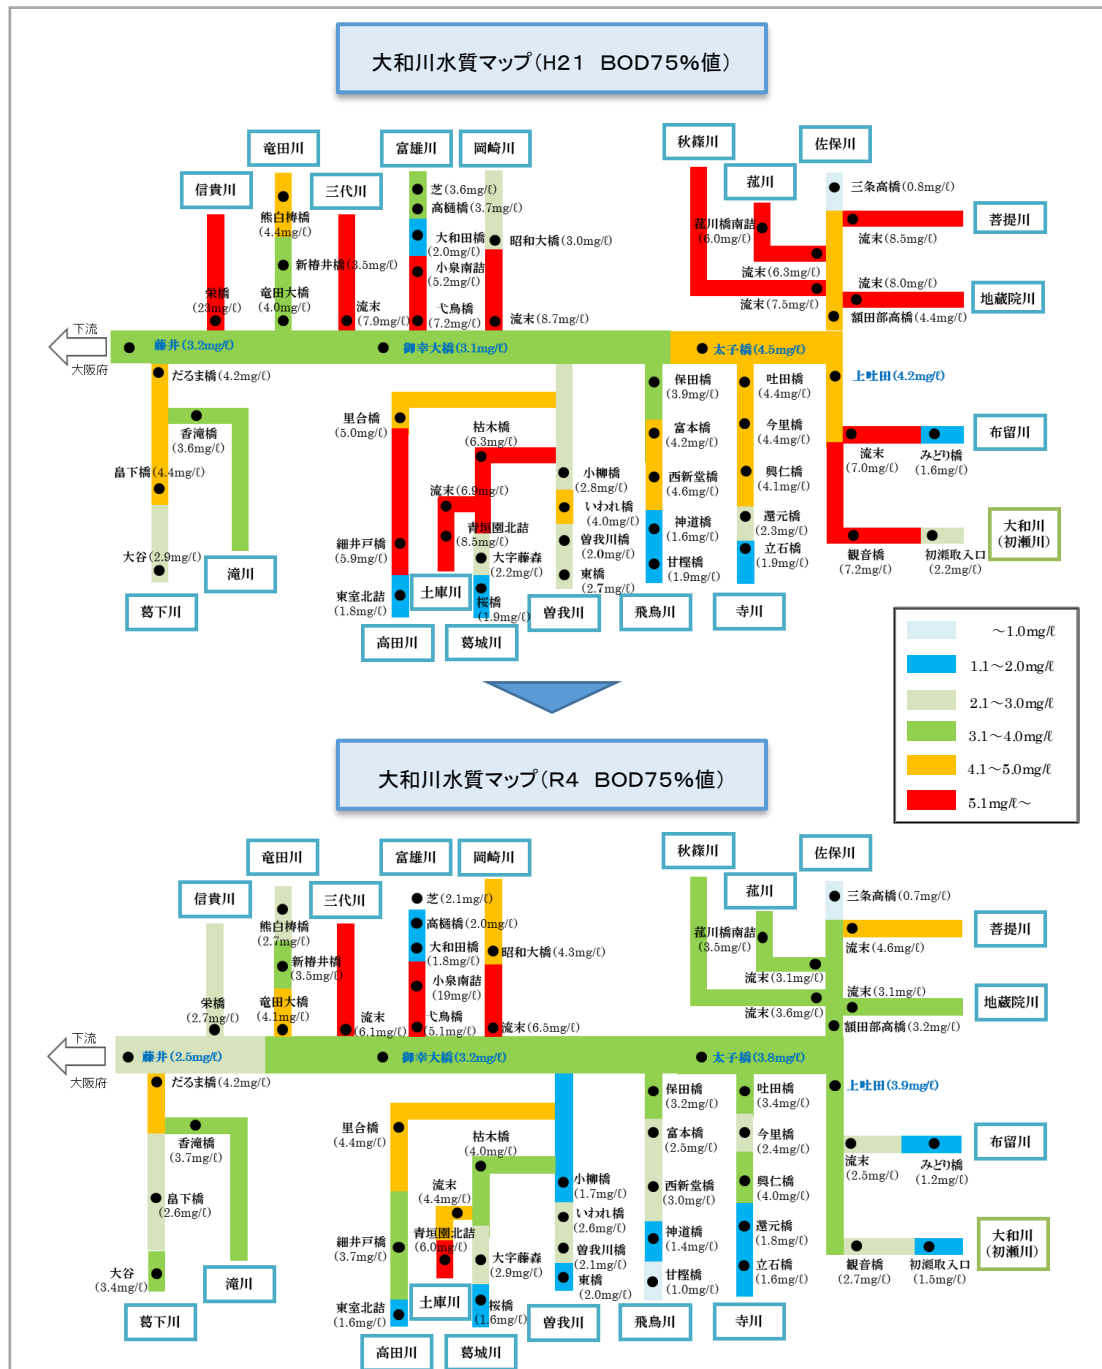 大和川水質マップ(H21 BOD75%値)
秋篠川
佐保川
竜田川
富雄川
岡崎川
菰川
信貴川
三代川
芝(3.6mg/ℓ)
三条高橋(0.8mg/ℓ)
高樋橋(3.7mg/ℓ)
熊白梼橋
(4.4mg/ℓ)
菰川橋南詰
(6.0mg/ℓ)
菩提川
大和田橋
(2.0mg/ℓ)
昭和大橋(3.0mg/ℓ)
流末
(8.5mg/ℓ)
新椿井橋(3.5mg/ℓ)
小泉南詰
(5.2mg/ℓ)
流末
(6.3mg/ℓ)
流末
(8.0mg/ℓ)
栄橋
(23mg/ℓ)
竜田大橋
(4.0mg/ℓ)
流末
(7.9mg/ℓ)
弋鳥橋
(7.2mg/ℓ)
流末(8.7mg/ℓ)
流末
(7.5mg/ℓ)
地蔵院川
額田部高橋(4.4mg/ℓ)
下流
大阪府
藤井(3.2mg/ℓ)
御幸大橋(3.1mg/ℓ)
太子橋(4.5mg/ℓ)
だるま橋(4.2mg/ℓ)
上吐田(4.2mg/ℓ)
保田橋
(3.9mg/ℓ)
吐田橋
(4.4mg/ℓ)
香滝橋
(3.6mg/ℓ)
里合橋
(5.0mg/ℓ)
枯木橋
(6.3mg/ℓ)
富本橋
(4.2mg/ℓ)
今里橋
(4.4mg/ℓ)
布留川
流末
(7.0mg/ℓ)
みどり橋
(1.6mg/ℓ)
畠下橋(4.4mg/ℓ)
小柳橋
(2.8mg/ℓ)
西新堂橋
(4.6mg/ℓ)
興仁橋
(4.1mg/ℓ)
流末(6.9mg/ℓ)
いわれ橋
(4.0mg/ℓ)
青垣園北詰
(8.5mg/ℓ)
神道橋
(1.6mg/ℓ)
還元橋
(2.3mg/ℓ)
大和川
(初瀬川)
細井戸橋
(5.9mg/ℓ)
曽我川橋
(2.0mg/ℓ)
大谷(2.9mg/ℓ)
大字藤森
(2.2mg/ℓ)
東橋
(2.7mg/ℓ)
甘樫橋
(1.9mg/ℓ)
立石橋
(1.9mg/ℓ)
観音橋
(7.2mg/ℓ)
初瀬取入口
(2.2mg/ℓ)
滝川
東室北詰
(1.8mg/ℓ)
土庫川
桜橋
(1.9mg/ℓ)
葛下川
曽我川
飛鳥川
寺川
高田川
葛城川
~1.0mg/ℓ
1.1~2.0mg/ℓ
2.1~3.0mg/ℓ
3.1~4.0mg/ℓ
4.1~5.0mg/ℓ
5.1mg/ℓ~
大和川水質マップ(R4 BOD75%値)
秋篠川
佐保川
竜田川
富雄川
岡崎川
菰川
信貴川
三代川
芝(2.1mg/ℓ)
三条高橋(0.7mg/ℓ)
高樋橋(2.0mg/ℓ)
熊白梼橋
(2.7mg/ℓ)
菰川橋南詰
(3.5mg/ℓ)
菩提川
大和田橋
(1.8mg/ℓ)
昭和大橋(4.3mg/ℓ)
流末
(4.6mg/ℓ)
新椿井橋
(3.5mg/ℓ)
小泉南詰
(19mg/ℓ)
流末
(3.1mg/ℓ)
流末
(3.1mg/ℓ)
地蔵院川
栄橋
(2.7mg/ℓ)
竜田大橋
(4.1mg/ℓ)
流末
(6.1mg/ℓ)
弋鳥橋
(5.1mg/ℓ)
流末(6.5mg/ℓ)
流末
(3.6mg/ℓ)
額田部高橋(3.2mg/ℓ)
下流
大阪府
藤井(2.5mg/ℓ)
御幸大橋(3.2mg/ℓ)
太子橋(3.8mg/ℓ)
だるま橋(4.2mg/ℓ)
上吐田(3.9mg/ℓ)
保田橋
(3.2mg/ℓ)
吐田橋
(3.4mg/ℓ)
香滝橋
(3.7mg/ℓ)
里合橋
(4.4mg/ℓ)
枯木橋
(4.0mg/ℓ)
富本橋
(2.5mg/ℓ)
今里橋
(2.4mg/ℓ)
布留川
流末
(2.5mg/ℓ)
みどり橋
(1.2mg/ℓ)
畠下橋
(2.6mg/ℓ)
流末
(4.4mg/ℓ)
小柳橋
(1.7mg/ℓ)
西新堂橋
(3.0mg/ℓ)
興仁橋
(4.0mg/ℓ)
いわれ橋
(2.6mg/ℓ)
青垣園北詰
(6.0mg/ℓ)
神道橋
(1.4mg/ℓ)
還元橋
(1.8mg/ℓ)
大和川
(初瀬川)
細井戸橋
(3.7mg/ℓ)
曽我川橋
(2.1mg/ℓ)
大谷
(3.4mg/ℓ)
大字藤森
(2.9mg/ℓ)
東橋
(2.0mg/ℓ)
甘樫橋
(1.0mg/ℓ)
立石橋
(1.6mg/ℓ)
観音橋
(2.7mg/ℓ)
初瀬取入口
(1.5mg/ℓ)
滝川
東室北詰
(1.6mg/ℓ)
土庫川
桜橋
(1.6mg/ℓ)
葛下川
曽我川
飛鳥川
寺川
高田川
葛城川